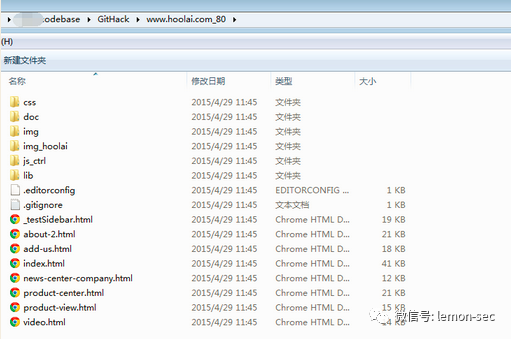 odebase ▸ GitHack ▸ www.hoolai.com_80 ▸
(H)
新建文件夹
名称 修改日期 类型 大小
css 2015/4/29 11:45 文件夹
doc 2015/4/29 11:45 文件夹
img 2015/4/29 11:45 文件夹
img_hoolai 2015/4/29 11:45 文件夹
js_ctrl 2015/4/29 11:45 文件夹
lib 2015/4/29 11:45 文件夹
.editorconfig 2015/4/29 11:45 EDITORCONFIG ... 1 KB
.gitignore 2015/4/29 11:45 文本文档 1 KB
_testSidebar.html 2015/4/29 11:45 Chrome HTML D... 19 KB
about-2.html 2015/4/29 11:45 Chrome HTML D... 21 KB
add-us.html 2015/4/29 11:45 Chrome HTML D... 18 KB
index.html 2015/4/29 11:45 Chrome HTML D... 41 KB
news-center-company.html 2015/4/29 11:45 Chrome HTML D... 12 KB
product-center.html 2015/4/29 11:45 Chrome HTML D... 21 KB
product-view.html 2015/4/29 11:45 Chrome HTML D... 15 KB
video.html 2015/4/29 11:45 Chrome HTML D... KB
微信号: lemon-sec